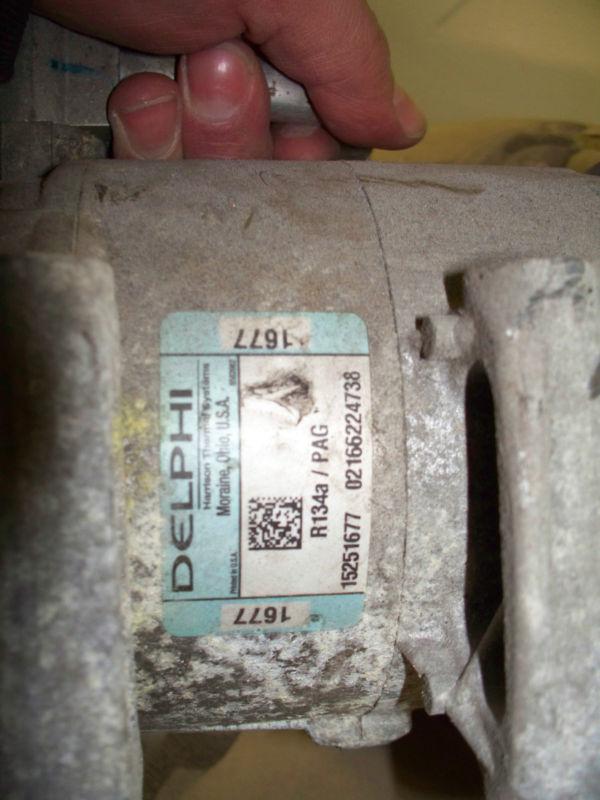 1677
DELPHI
Harrison Thermal Systems
Moraine, Ohio, U.S.A.
Printed in U.S.A.
R134a / PAG
15251677 02166224738
1677